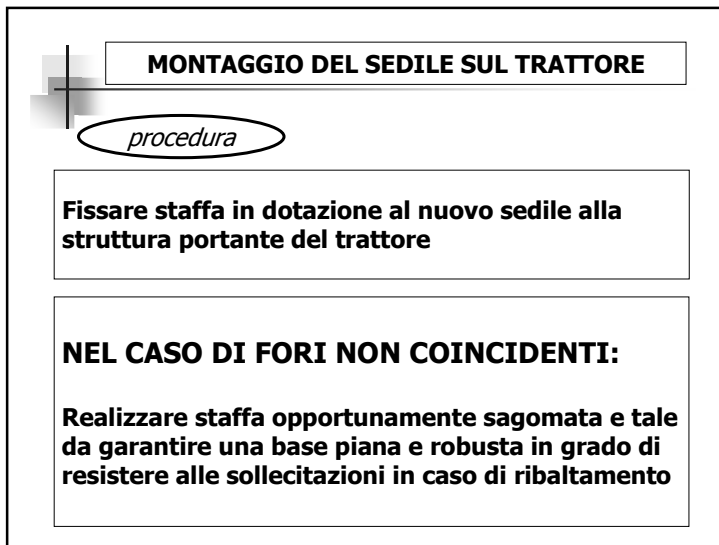 MONTAGGIO DEL SEDILE SUL TRATTORE
procedura
Fissare staffa in dotazione al nuovo sedile alla
struttura portante del trattore
NEL CASO DI FORI NON COINCIDENTI:
Realizzare staffa opportunamente sagomata e tale
da garantire una base piana e robusta in grado di
resistere alle sollecitazioni in caso di ribaltamento